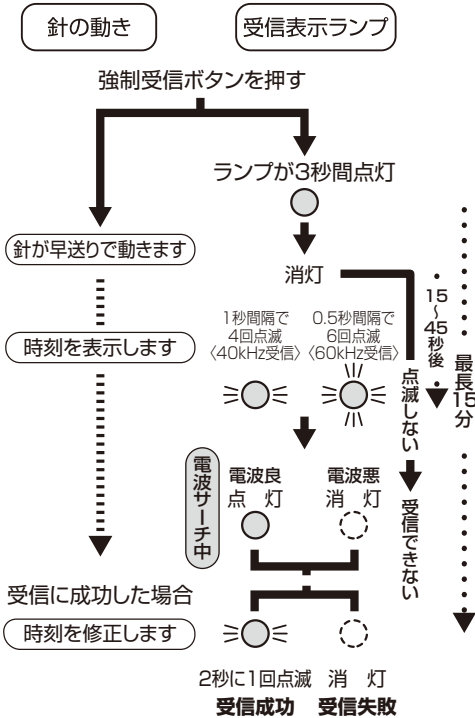 針の動き
受信表示ランプ
強制受信ボタンを押す
ランプが3秒間点灯
針が早送りで動きます
消灯
15〜45秒後
最長15分
1秒間隔で
4回点滅
〈40kHz受信〉
0.5秒間隔で
6回点滅
〈60kHz受信〉
時刻を表示します
点滅しない
受信できない
電波サーチ中
電波良
点 灯
電波悪
消 灯
受信に成功した場合
時刻を修正します
2秒に1回点滅
受信成功
消 灯
受信失敗